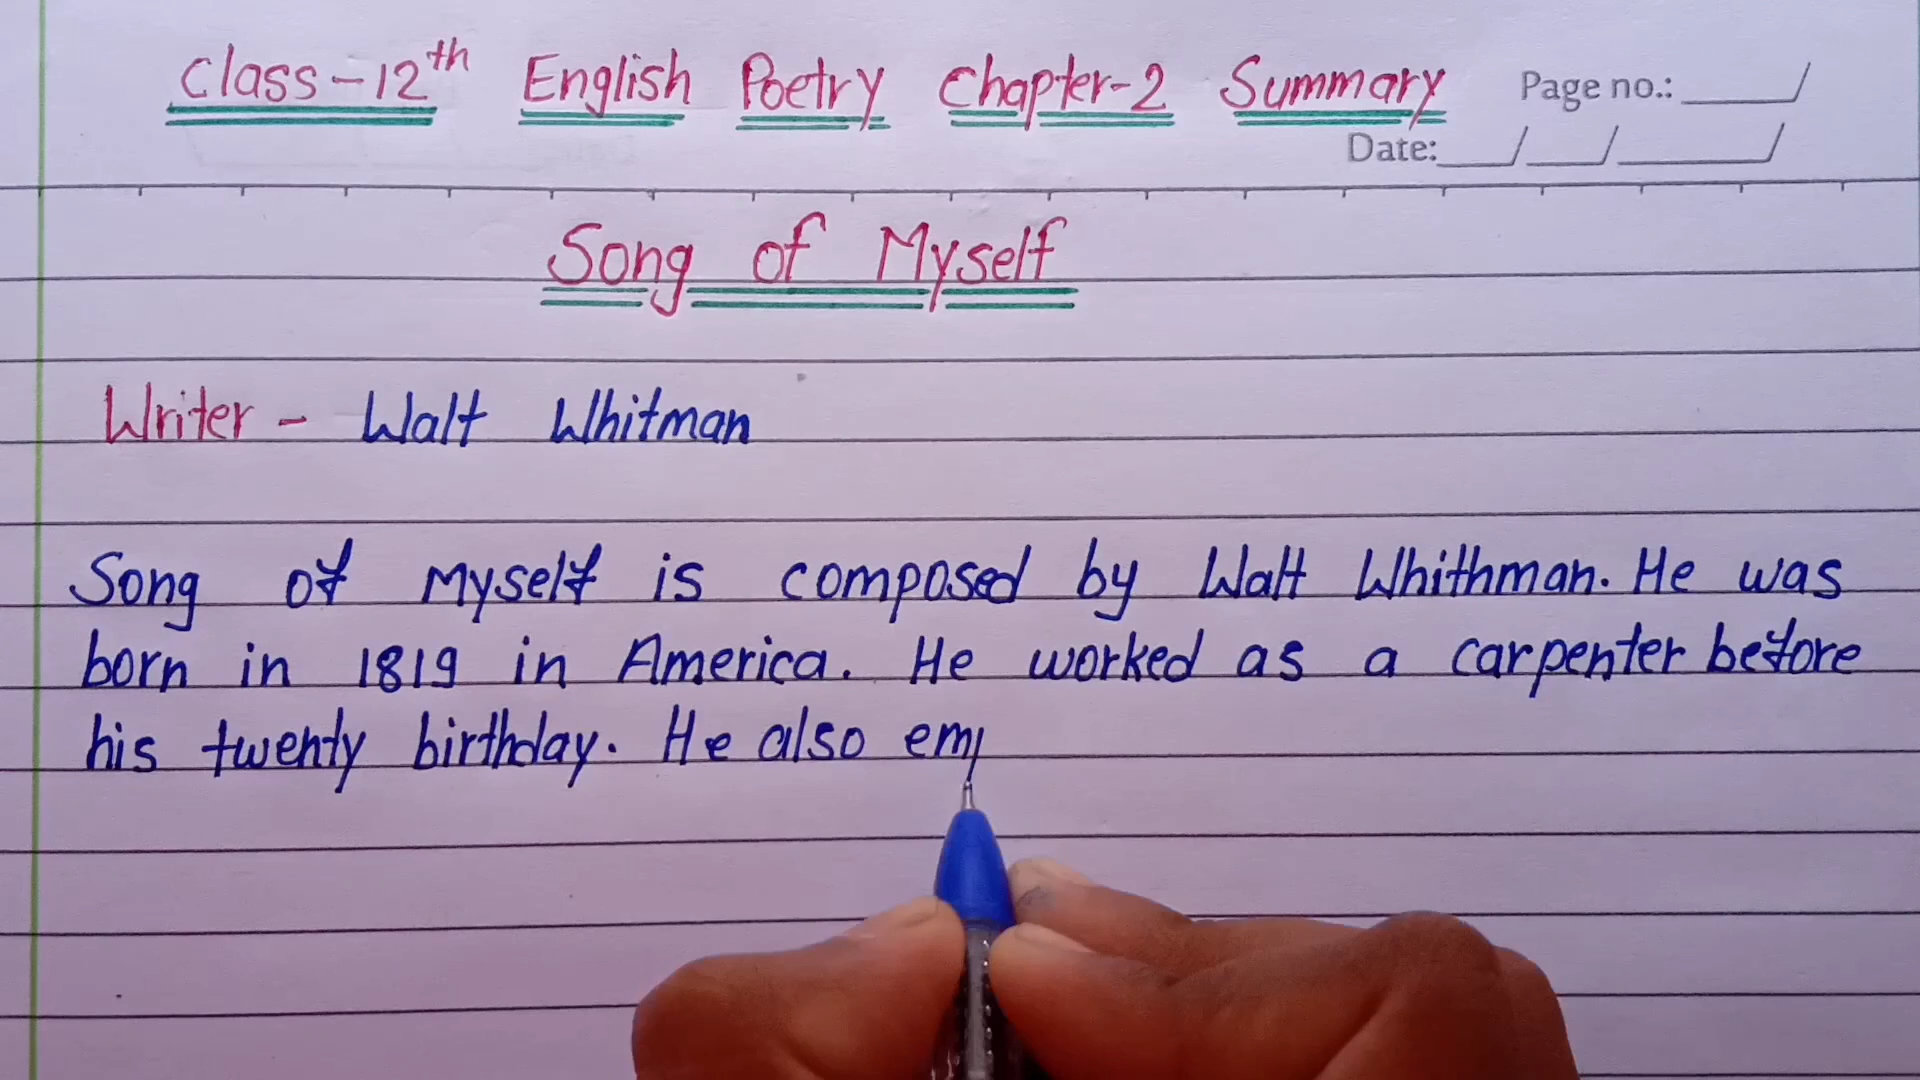 Class-12th English Poetry Chapter-2 Summary
Page no.:
Date:
Song of Myself
Writer - Walt Whitman
Song of Myself is composed by Walt Whithman. He was
born in 1819 in America. He worked as a carpenter before
his twenty birthday. He also em